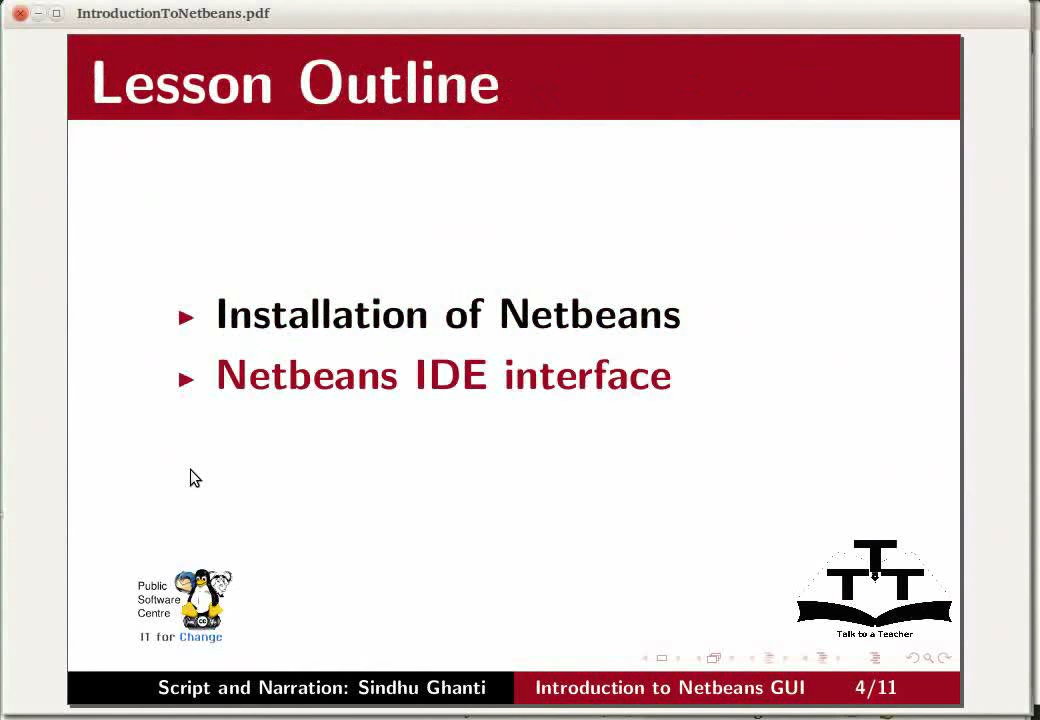 IntroductionToNetbeans.pdf
Lesson Outline
Installation of Netbeans
Netbeans IDE interface
Public
Software
Centre
IT for Change
T
T T
Talk to a Teacher
Script and Narration: Sindhu Ghanti Introduction to Netbeans GUI 4/11